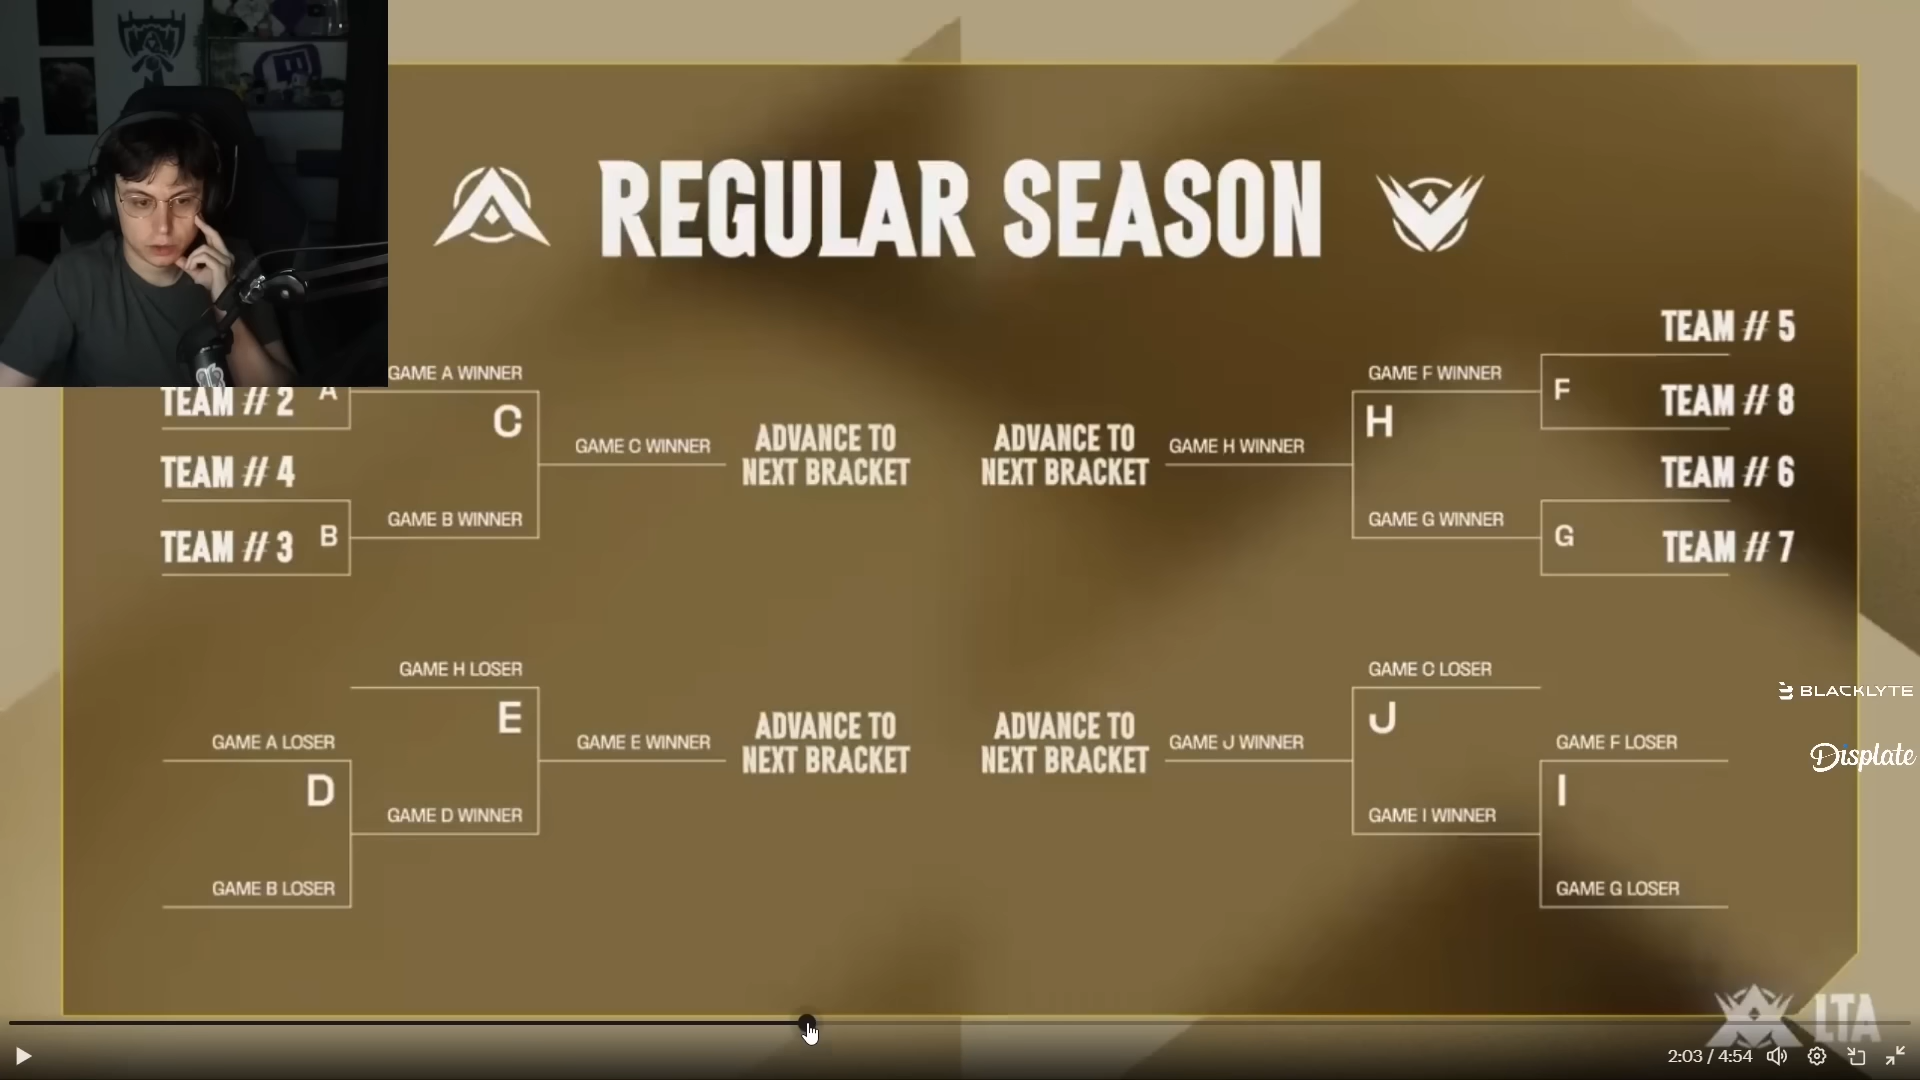 REGULAR SEASON
GAME A WINNER
TEAM # 2
A
C
GAME C WINNER
ADVANCE TO
NEXT BRACKET
TEAM # 4
GAME B WINNER
TEAM # 3
B
ADVANCE TO
NEXT BRACKET
GAME H WINNER
GAME F WINNER
H
GAME G WINNER
TEAM # 5
F
TEAM # 8
TEAM # 6
G
TEAM # 7
GAME H LOSER
E
GAME A LOSER
GAME E WINNER
D
GAME D WINNER
GAME B LOSER
ADVANCE TO
NEXT BRACKET
ADVANCE TO
NEXT BRACKET
GAME J WINNER
GAME C LOSER
J
GAME F LOSER
I
GAME I WINNER
GAME G LOSER
BLACKLYTE
Displate
LTA
2:03 / 4:54